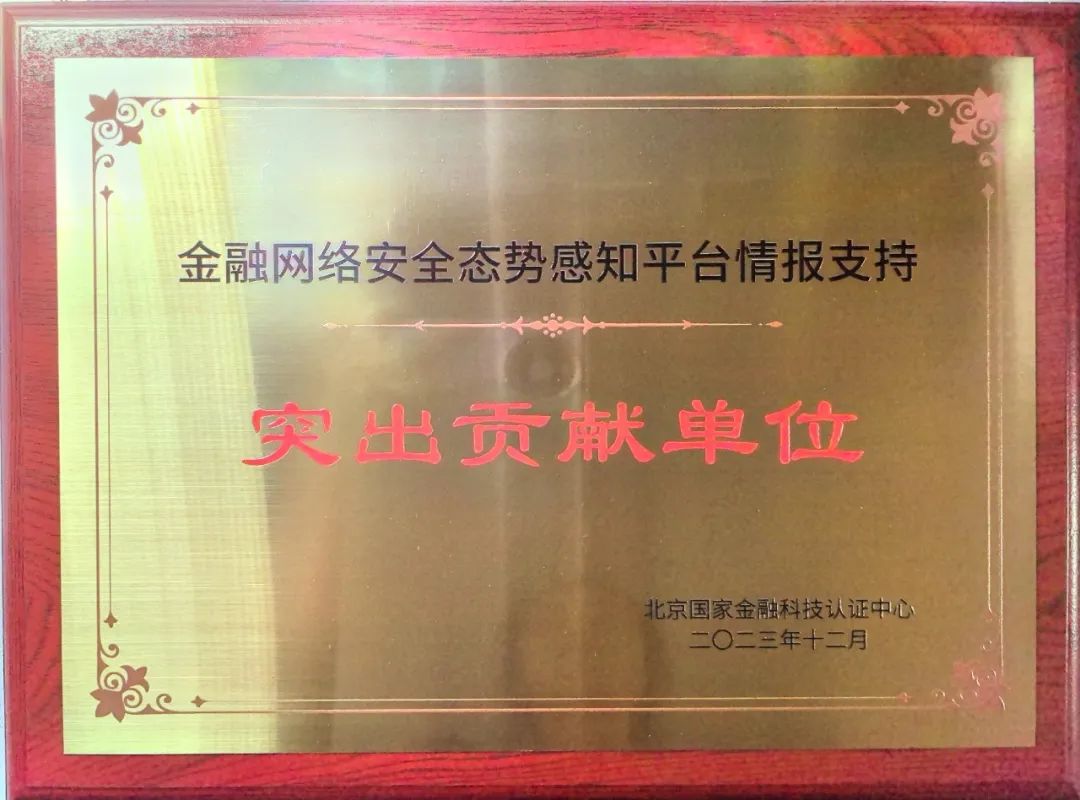 金融网络安全态势感知平台情报支持
突出贡献单位
北京国家金融科技认证中心
二〇二三年十二月